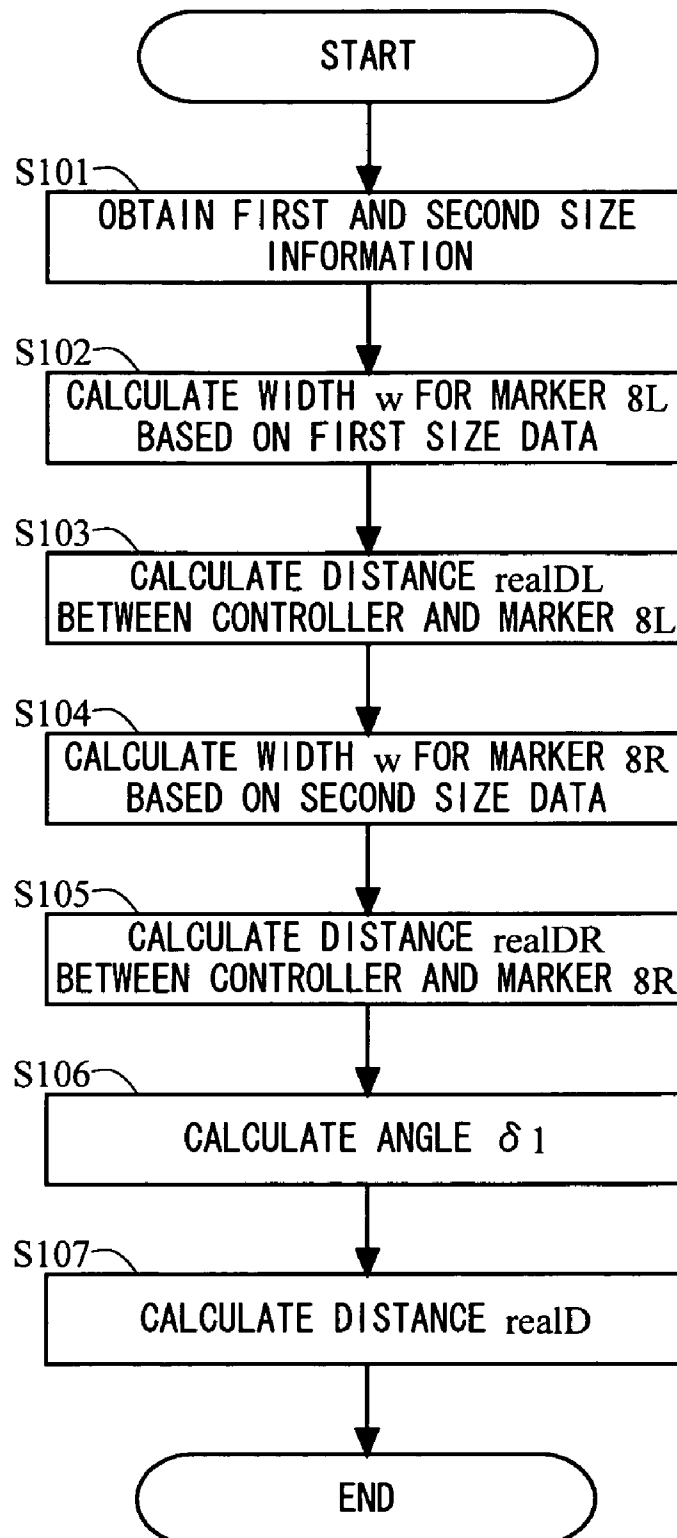 START
S101
OBTAIN FIRST AND SECOND SIZE
INFORMATION
S102
CALCULATE WIDTH w FOR MARKER 8L
BASED ON FIRST SIZE DATA
S103
CALCULATE DISTANCE realDL
BETWEEN CONTROLLER AND MARKER 8L
S104
CALCULATE WIDTH w FOR MARKER 8R
BASED ON SECOND SIZE DATA
S105
CALCULATE DISTANCE realDR
BETWEEN CONTROLLER AND MARKER 8R
S106
CALCULATE ANGLE δ1
S107
CALCULATE DISTANCE realD
END